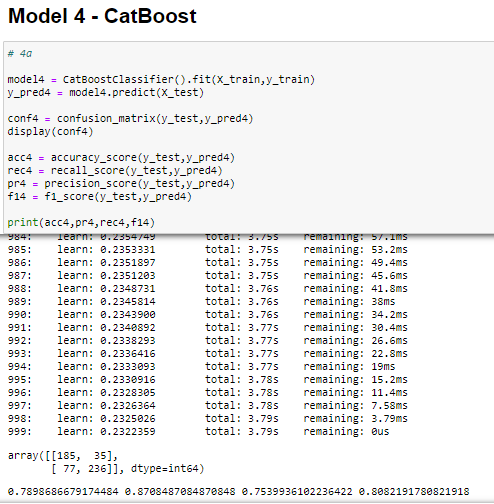 Model 4 - CatBoost
# 4a
model4 = CatBoostClassifier().fit(X_train,y_train)
y_pred4 = model4.predict(X_test)
conf4 = confusion_matrix(y_test,y_pred4)
display(conf4)
acc4 = accuracy_score(y_test,y_pred4)
rec4 = recall_score(y_test,y_pred4)
pr4 = precision_score(y_test,y_pred4)
f14 = f1_score(y_test,y_pred4)
print(acc4,pr4,rec4,f14)
984: learn: 0.2354749 total: 3.75s remaining: 57.1ms
985: learn: 0.2353331 total: 3.75s remaining: 53.2ms
986: learn: 0.2351897 total: 3.75s remaining: 49.4ms
987: learn: 0.2351203 total: 3.75s remaining: 45.6ms
988: learn: 0.2348731 total: 3.76s remaining: 41.8ms
989: learn: 0.2345814 total: 3.76s remaining: 38ms
990: learn: 0.2343900 total: 3.76s remaining: 34.2ms
991: learn: 0.2340892 total: 3.77s remaining: 30.4ms
992: learn: 0.2338293 total: 3.77s remaining: 26.6ms
993: learn: 0.2336416 total: 3.77s remaining: 22.8ms
994: learn: 0.2333093 total: 3.77s remaining: 19ms
995: learn: 0.2330916 total: 3.78s remaining: 15.2ms
996: learn: 0.2328305 total: 3.78s remaining: 11.4ms
997: learn: 0.2326364 total: 3.78s remaining: 7.58ms
998: learn: 0.2325026 total: 3.79s remaining: 3.79ms
999: learn: 0.2322359 total: 3.79s remaining: 0us
array([[185, 35],
[ 77, 236]], dtype=int64)
0.7898686679174484 0.8708487084870848 0.7539936102236422 0.8082191780821918